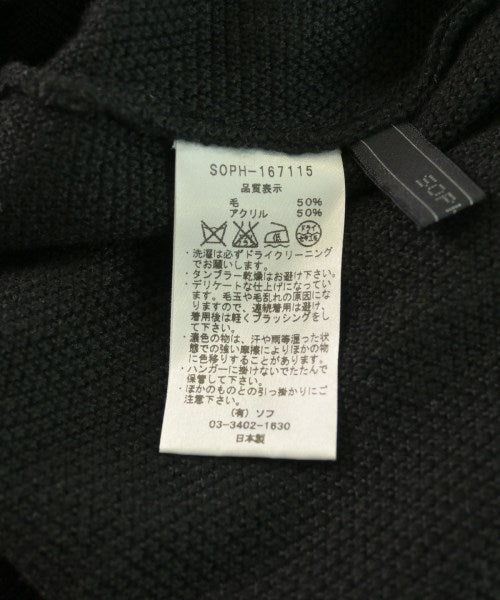 SOPH-167115
品質表示
毛 50%
アクリル 50%
低
ドライ
・洗濯は必ずドライクリーニング
でお願いします。
・タンブラー乾燥はお避け下さい。
・デリケートな仕上げになってい
ます。毛玉や毛乱れの原因にな
りますので、連続着用は避け、
着用後は軽くブラッシングをし
て下さい。
・濃色の物は、汗や雨等湿った状
態での強い摩擦によりほかの物
に色移りすることがあります。
・ハンガーに掛けないでたたんで
保管して下さい。
・ほかのものとの引っ掛かりにご
注意下さい。
(有) ソフ
03-3402-1630
日本製
SOPH